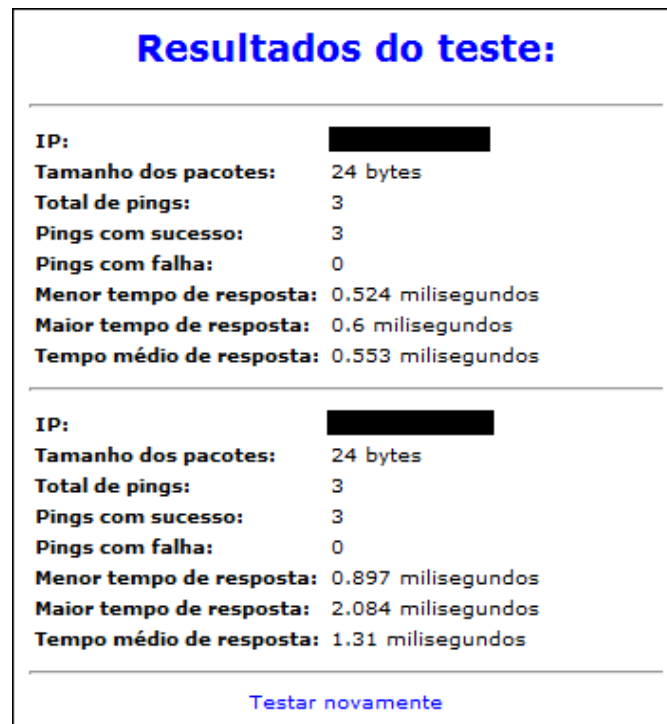 Resultados do teste:
IP:
Tamanho dos pacotes: 24 bytes
Total de pings: 3
Pings com sucesso: 3
Pings com falha: 0
Menor tempo de resposta: 0.524 milisegundos
Maior tempo de resposta: 0.6 milisegundos
Tempo médio de resposta: 0.553 milisegundos
IP:
Tamanho dos pacotes: 24 bytes
Total de pings: 3
Pings com sucesso: 3
Pings com falha: 0
Menor tempo de resposta: 0.897 milisegundos
Maior tempo de resposta: 2.084 milisegundos
Tempo médio de resposta: 1.31 milisegundos
Testar novamente